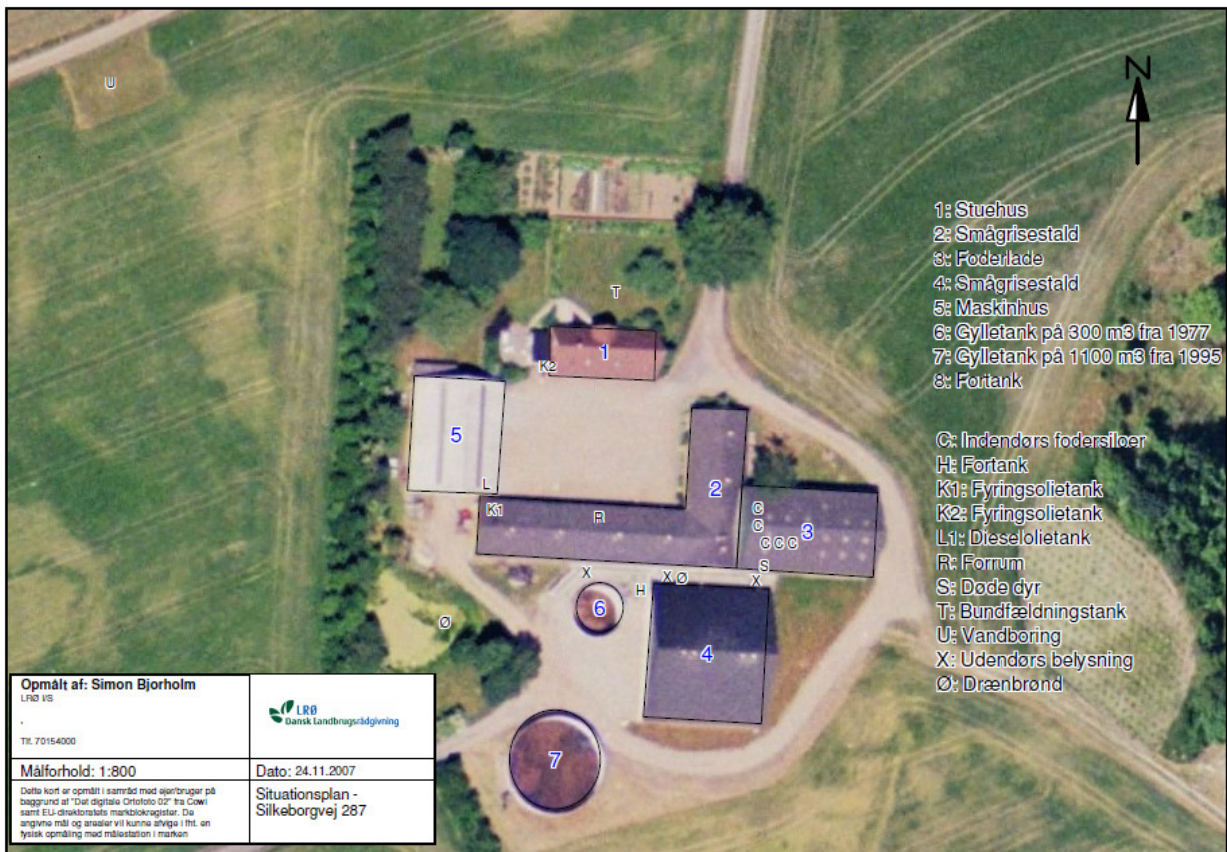 U
N
1: Stuehus
2: Smågrisestald
3: Foderlade
4: Smågrisestald
5: Maskinhus
6: Gylletank på 300 m3 fra 1977
7: Gylletank på 1100 m3 fra 1995
8: Fortank
C: Indendørs fodersiloer
H: Fortank
K1: Fyringsolietank
K2: Fyringsolietank
L1: Dieselolietank
R: Forrum
S: Døde dyr
T: Bundfældningstank
U: Vandboring
X: Udendørs belysning
Ø: Drænbrønd
T
1
K2
5
2
L
K1
R
C
C
C C C
3
S
X
X Ø
X
H
6
Ø
4
7
Opmålt af: Simon Bjorholm
LRØ I/S
.
Tlf. 70154000
LRØ
Dansk Landbrugsrådgivning
Målforhold: 1:800
Dato: 24.11.2007
Dette kort er opmålt i samråd med ejer/bruger på
baggrund af "Det digitale Ortofoto 02" fra Cowi
samt EU-direktoratets markblokregister. De
angivne mål og arealer vil kunne afvige i fht. en
fysisk opmåling med målestation i marken
Situationsplan -
Silkeborgvej 287